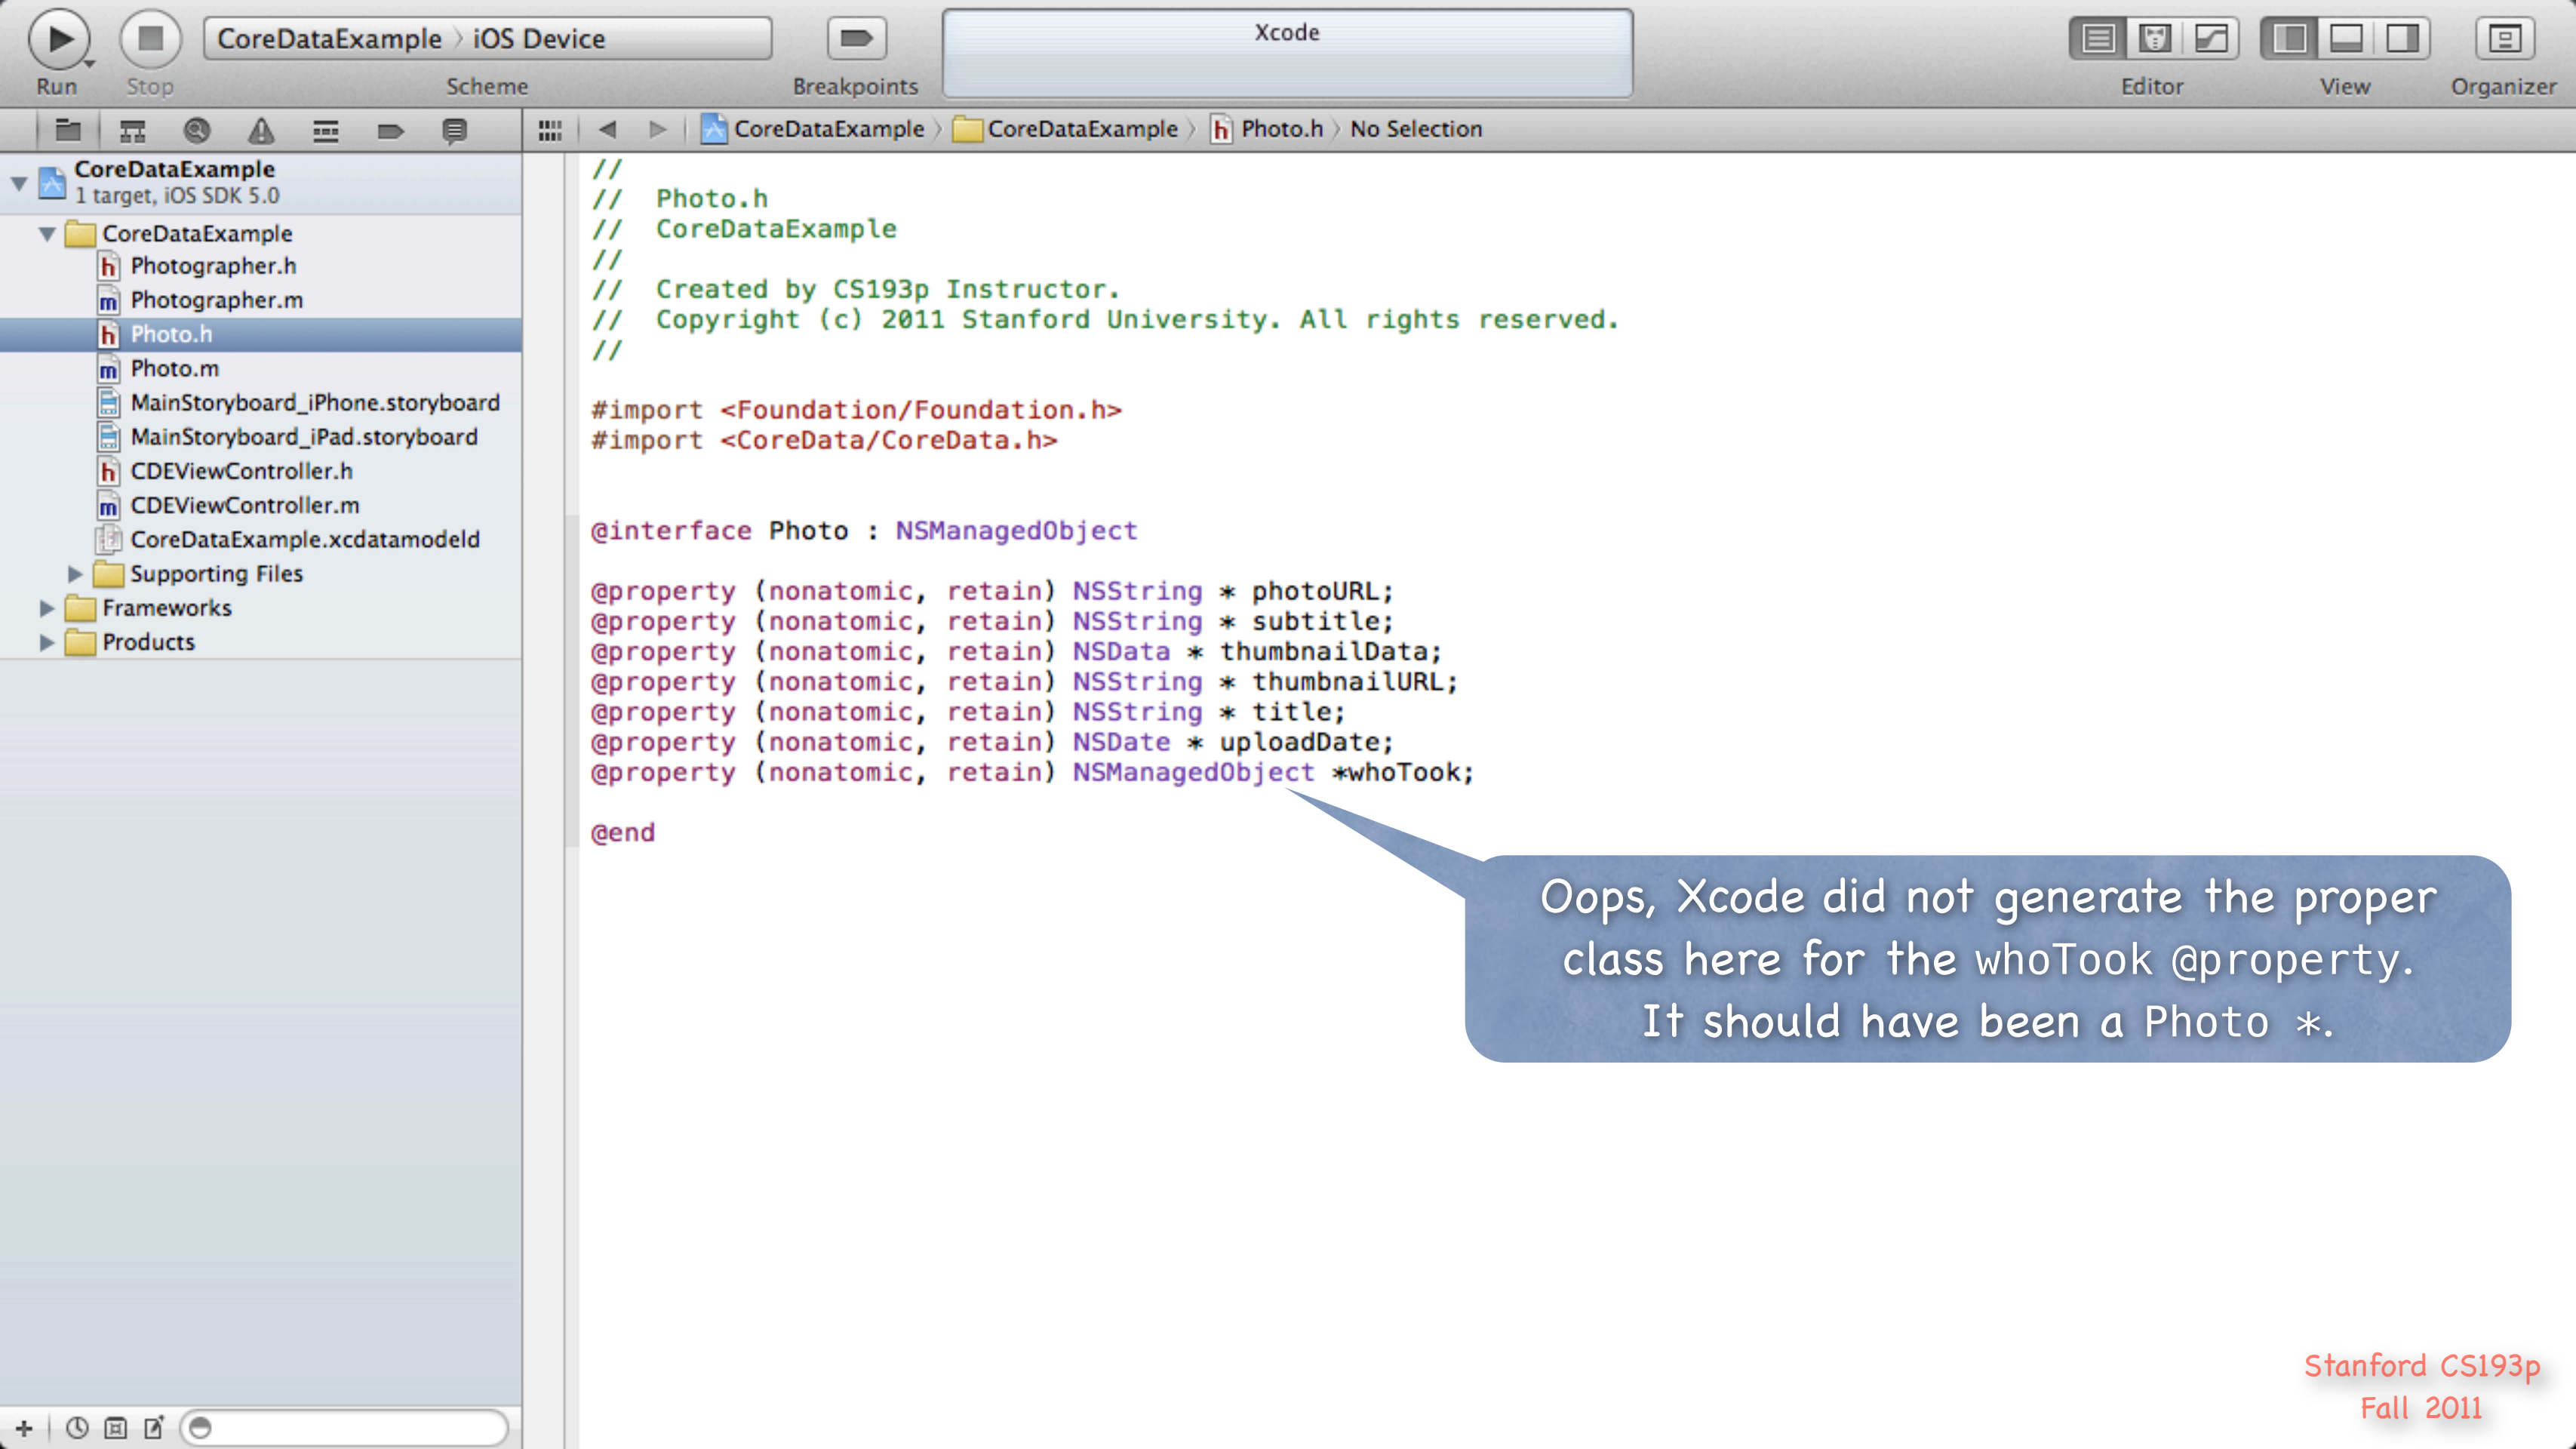 Xcode
CoreDataExample iOS Device
Run
Stop
Scheme
Breakpoints
Editor
View
Organizer
CoreDataExample CoreDataExample Photo.h No Selection
CoreDataExample
1 target, iOS SDK 5.0
CoreDataExample
Photographer.h
Photographer.m
Photo.h
Photo.m
MainStoryboard_iPhone.storyboard
MainStoryboard_iPad.storyboard
CDEViewController.h
CDEViewController.m
CoreDataExample.xcdatamodeld
Supporting Files
Frameworks
Products
//
//  Photo.h
//  CoreDataExample
//
//  Created by CS193p Instructor.
//  Copyright (c) 2011 Stanford University. All rights reserved.
//
#import <Foundation/Foundation.h>
#import <CoreData/CoreData.h>
@interface Photo : NSManagedObject
@property (nonatomic, retain) NSString * photoURL;
@property (nonatomic, retain) NSString * subtitle;
@property (nonatomic, retain) NSData * thumbnailData;
@property (nonatomic, retain) NSString * thumbnailURL;
@property (nonatomic, retain) NSString * title;
@property (nonatomic, retain) NSDate * uploadDate;
@property (nonatomic, retain) NSManagedObject *whoTook;
@end
Oops, Xcode did not generate the proper
class here for the whoTook @property.
It should have been a Photo *.
Stanford CS193p
Fall 2011